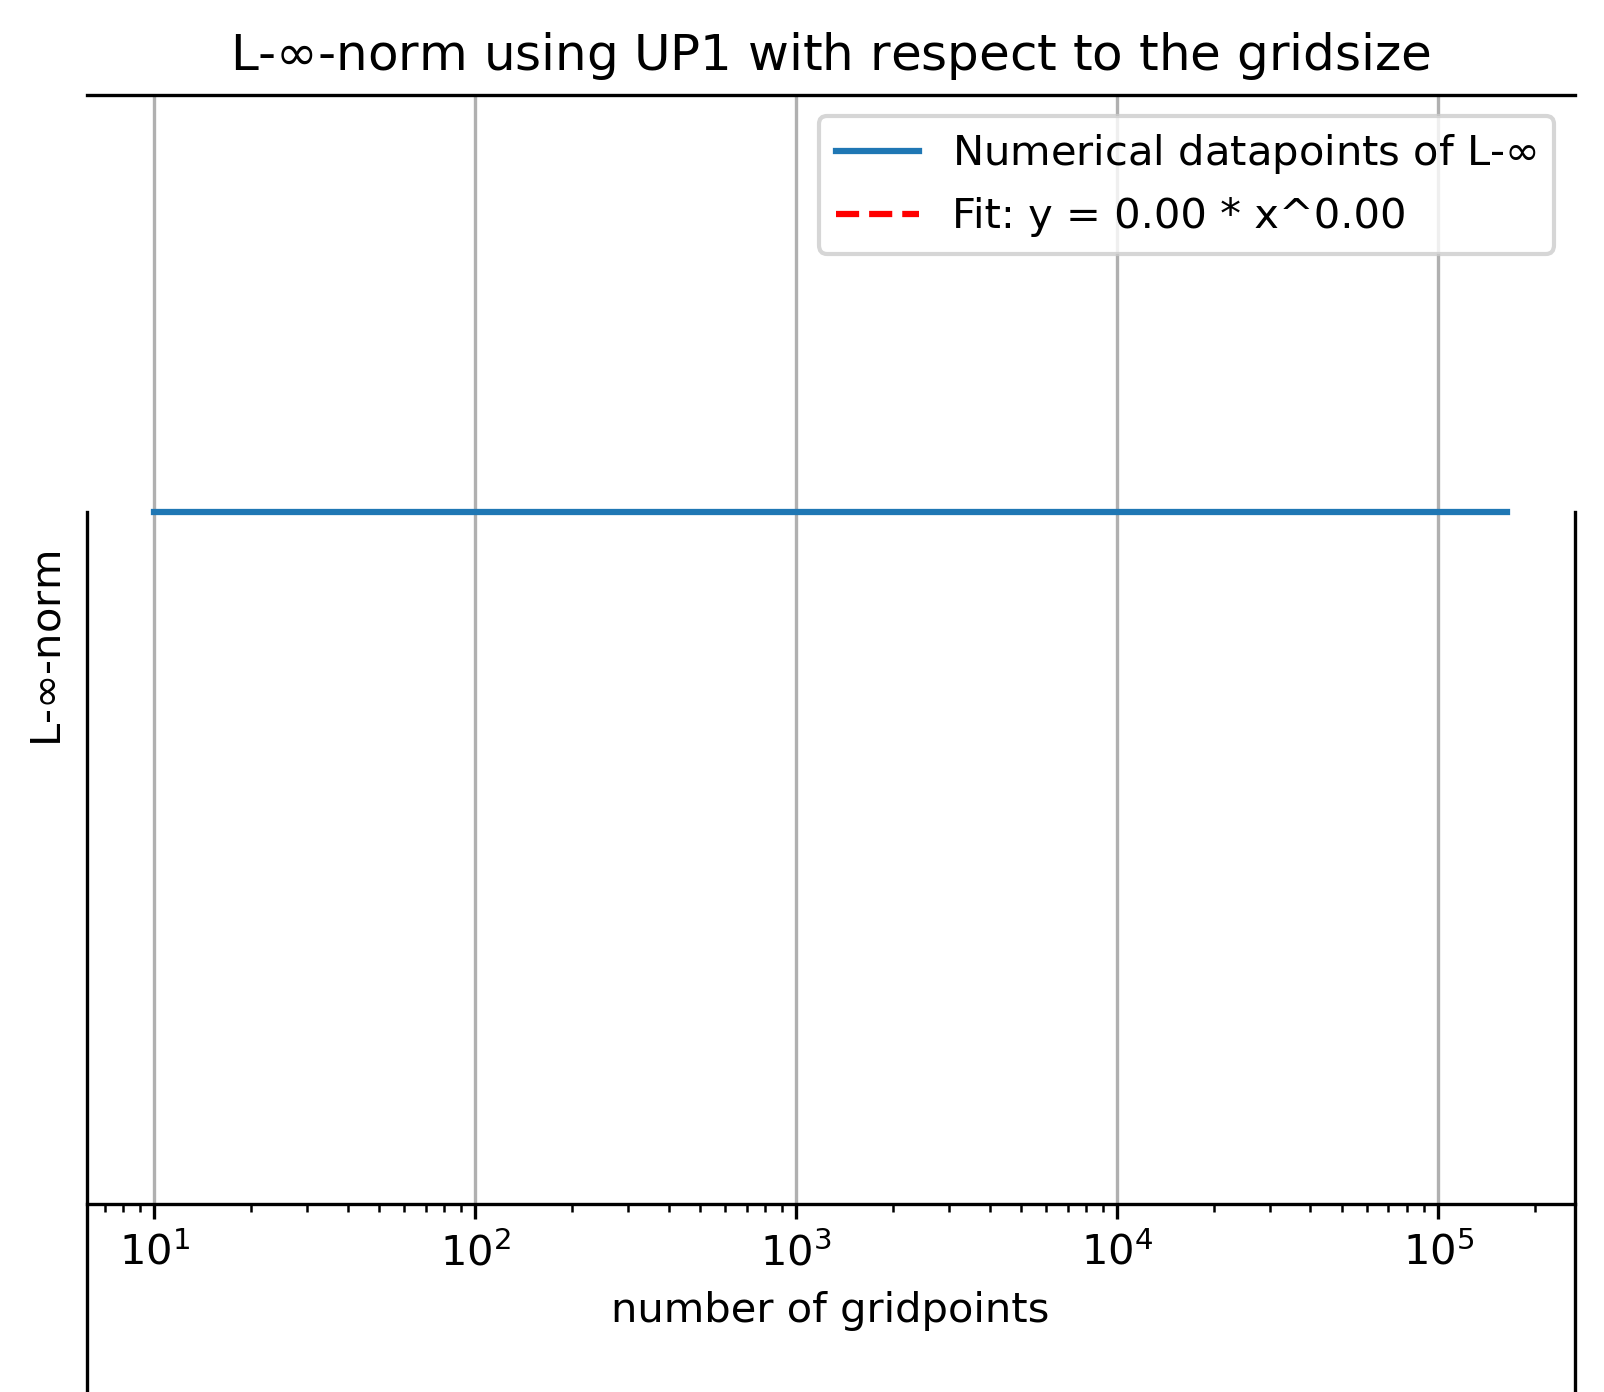 L-∞-norm using UP1 with respect to the gridsize
Numerical datapoints of L-∞
Fit: y = 0.00 * x^0.00
L-∞-norm
10¹ 10² 10³ 10⁴ 10⁵
number of gridpoints